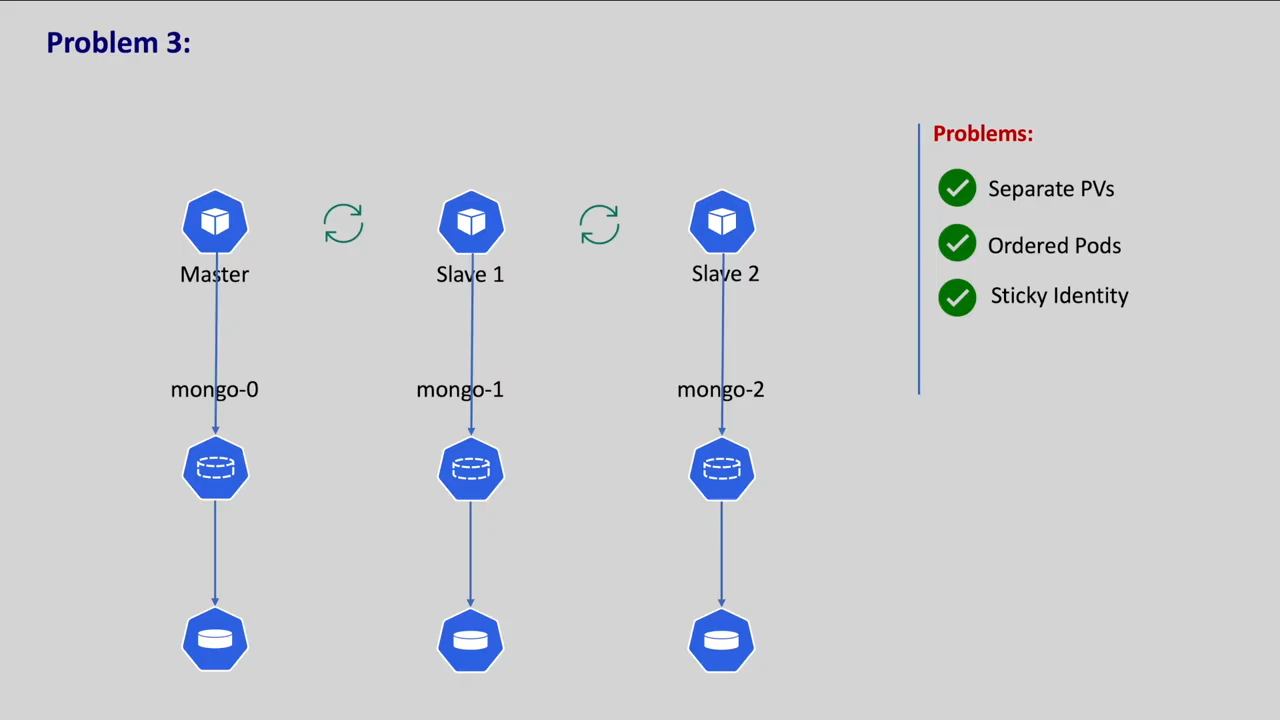 Problem 3:
Problems:
Separate PVs
Ordered Pods
Sticky Identity
Master
Slave 1
Slave 2
mongo-0
mongo-1
mongo-2